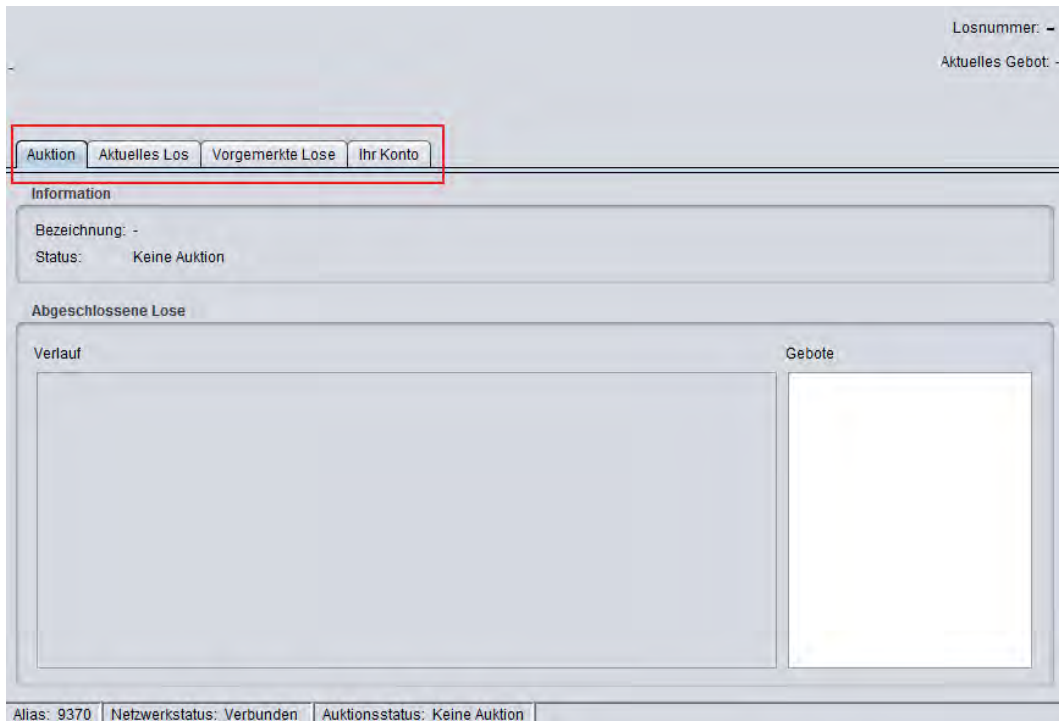 Losnummer: –
Aktuelles Gebot: -
-
Auktion Aktuelles Los Vorgemerkte Lose Ihr Konto
Information
Bezeichnung: -
Status: Keine Auktion
Abgeschlossene Lose
Verlauf Gebote
Alias: 9370 Netzwerkstatus: Verbunden Auktionsstatus: Keine Auktion